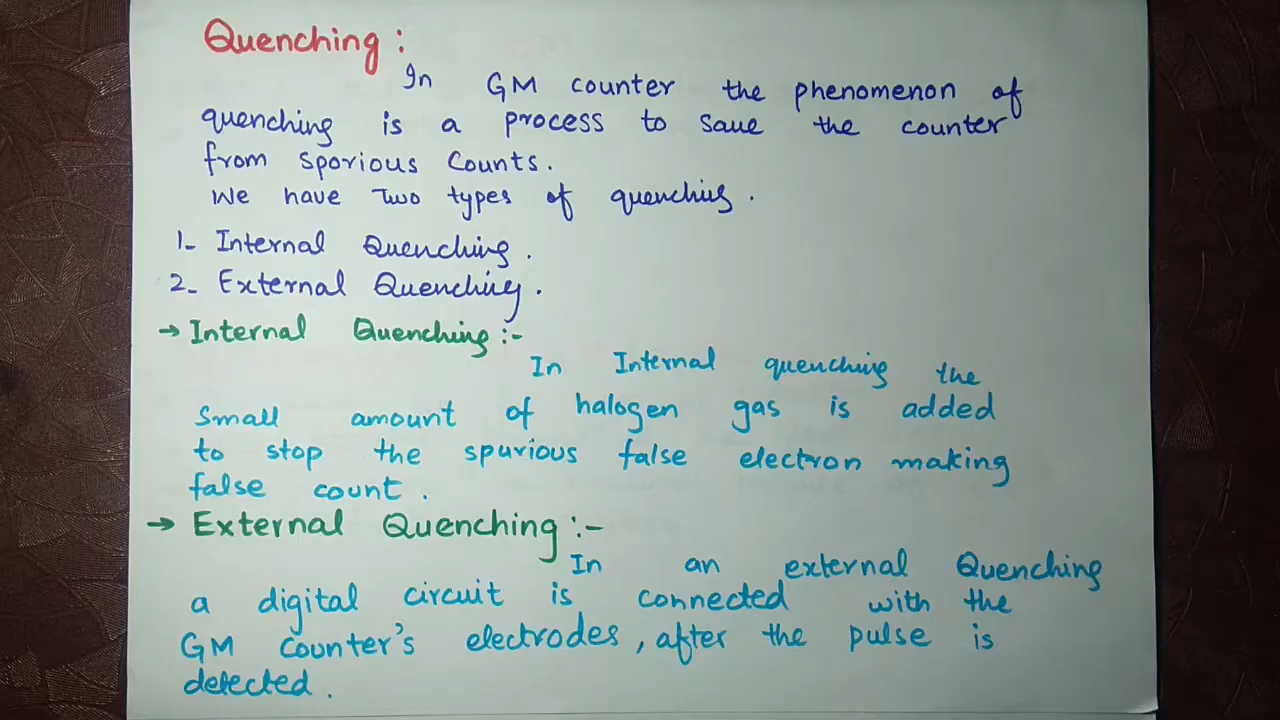 Quenching:
In GM counter the phenomenon of
quenching is a process to save the counter
from Sporious Counts.
We have Two types of quenching.
1- Internal Quenching.
2- External Quenching.
→ Internal Quenching :-
In Internal quenching the
Small amount of halogen gas is added
to stop the spurious false electron making
false count.
→ External Quenching :-
In an external Quenching
a digital circuit is connected with the
GM counter's electrodes, after the pulse is
detected.